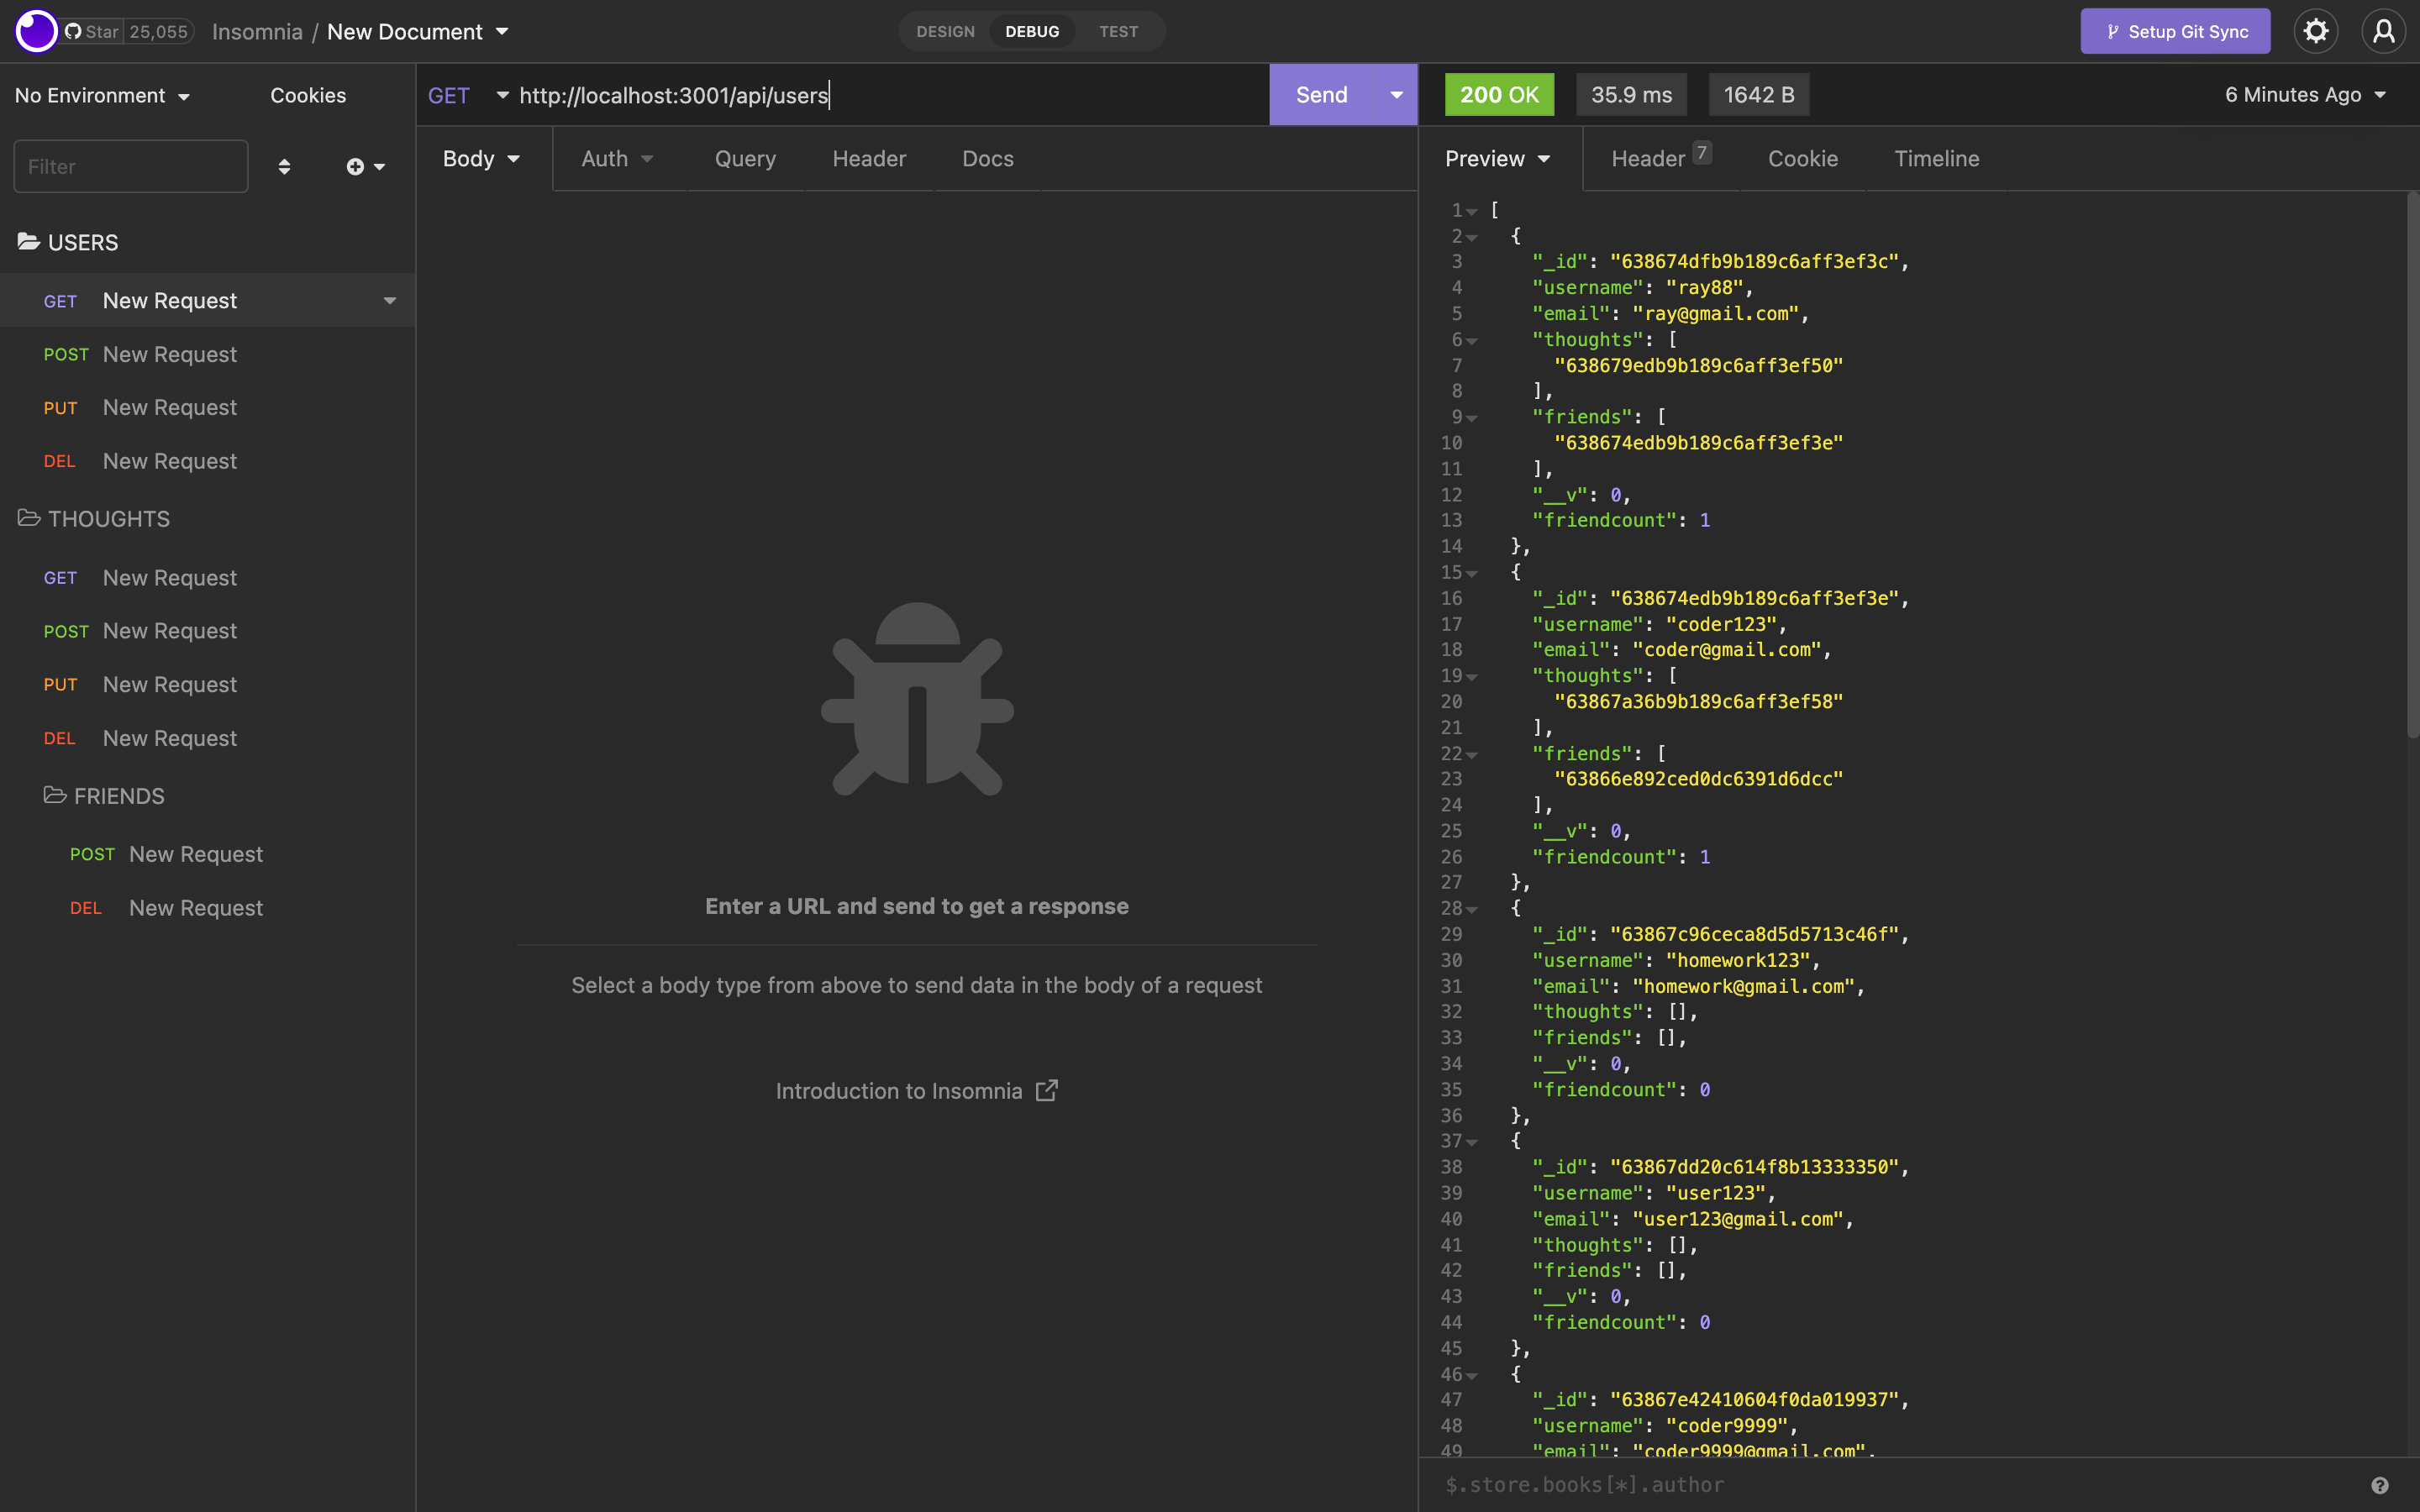 Star 25,055 Insomnia / New Document
DESIGN DEBUG TEST
Setup Git Sync
No Environment Cookies
GET http://localhost:3001/api/users
Send
200 OK 35.9 ms 1642 B
6 Minutes Ago
Filter
USERS
GET New Request
POST New Request
PUT New Request
DEL New Request
THOUGHTS
GET New Request
POST New Request
PUT New Request
DEL New Request
FRIENDS
POST New Request
DEL New Request
Body Auth Query Header Docs
Enter a URL and send to get a response
Select a body type from above to send data in the body of a request
Introduction to Insomnia
Preview Header 7 Cookie Timeline
1 [
2 {
3 "_id": "638674dfb9b189c6aff3ef3c",
4 "username": "ray88",
5 "email": "ray@gmail.com",
6 "thoughts": [
7 "638679edb9b189c6aff3ef50"
8 ],
9 "friends": [
10 "638674edb9b189c6aff3ef3e"
11 ],
12 "__v": 0,
13 "friendcount": 1
14 },
15 {
16 "_id": "638674edb9b189c6aff3ef3e",
17 "username": "coder123",
18 "email": "coder@gmail.com",
19 "thoughts": [
20 "63867a36b9b189c6aff3ef58"
21 ],
22 "friends": [
23 "63866e892ced0dc6391d6dcc"
24 ],
25 "__v": 0,
26 "friendcount": 1
27 },
28 {
29 "_id": "63867c96ceca8d5d5713c46f",
30 "username": "homework123",
31 "email": "homework@gmail.com",
32 "thoughts": [],
33 "friends": [],
34 "__v": 0,
35 "friendcount": 0
36 },
37 {
38 "_id": "63867dd20c614f8b13333350",
39 "username": "user123",
40 "email": "user123@gmail.com",
41 "thoughts": [],
42 "friends": [],
43 "__v": 0,
44 "friendcount": 0
45 },
46 {
47 "_id": "63867e42410604f0da019937",
48 "username": "coder9999",
49 "email": "coder9999@gmail.com",
$.store.books[*].author